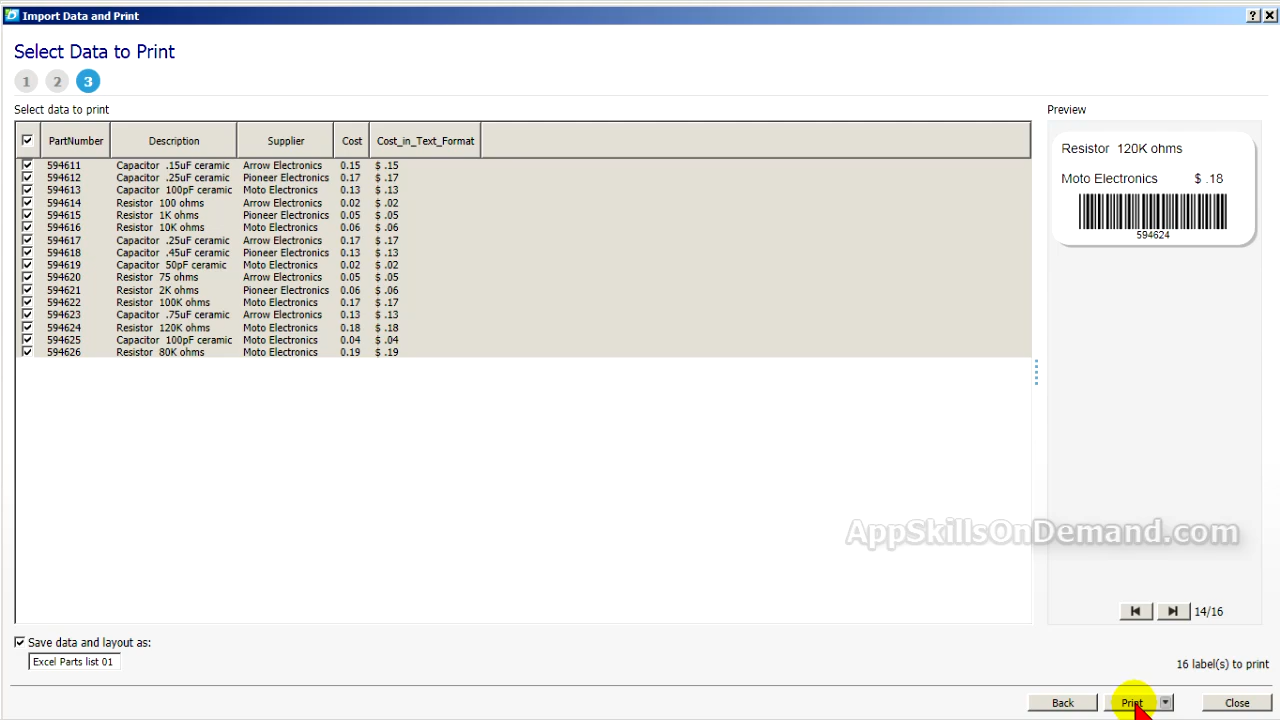 Import Data and Print
Select Data to Print
1 2 3
Select data to print
PartNumber Description Supplier Cost Cost_in_Text_Format
594611 Capacitor .15uF ceramic Arrow Electronics 0.15 $ .15
594612 Capacitor .25uF ceramic Pioneer Electronics 0.17 $ .17
594613 Capacitor 100pF ceramic Moto Electronics 0.13 $ .13
594614 Resistor 100 ohms Arrow Electronics 0.02 $ .02
594615 Resistor 1K ohms Pioneer Electronics 0.05 $ .05
594616 Resistor 10K ohms Moto Electronics 0.06 $ .06
594617 Capacitor .25uF ceramic Arrow Electronics 0.17 $ .17
594618 Capacitor .45uF ceramic Pioneer Electronics 0.13 $ .13
594619 Capacitor 50pF ceramic Moto Electronics 0.02 $ .02
594620 Resistor 75 ohms Arrow Electronics 0.05 $ .05
594621 Resistor 2K ohms Pioneer Electronics 0.06 $ .06
594622 Resistor 100K ohms Moto Electronics 0.17 $ .17
594623 Capacitor .75uF ceramic Arrow Electronics 0.13 $ .13
594624 Resistor 120K ohms Moto Electronics 0.18 $ .18
594625 Capacitor 100pF ceramic Moto Electronics 0.04 $ .04
594626 Resistor 80K ohms Moto Electronics 0.19 $ .19
Preview
Resistor 120K ohms
Moto Electronics $ .18
594624
AppSkillsOnDemand.com
14/16
Save data and layout as:
Excel Parts list 01
16 label(s) to print
Back Print Close